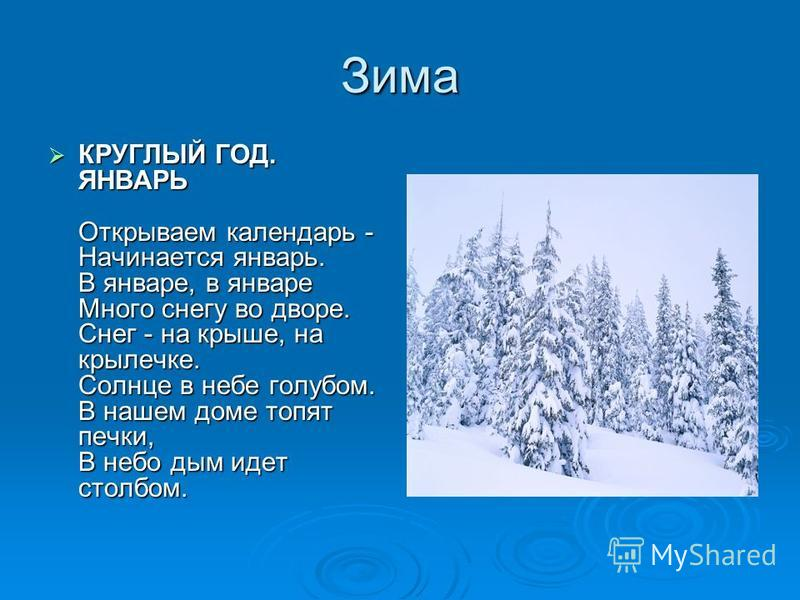 Зима
КРУГЛЫЙ ГОД.
ЯНВАРЬ
Открываем календарь -
Начинается январь.
В январе, в январе
Много снегу во дворе.
Снег - на крыше, на
крылечке.
Солнце в небе голубом.
В нашем доме топят
печки,
В небо дым идет
столбом.
MyShared